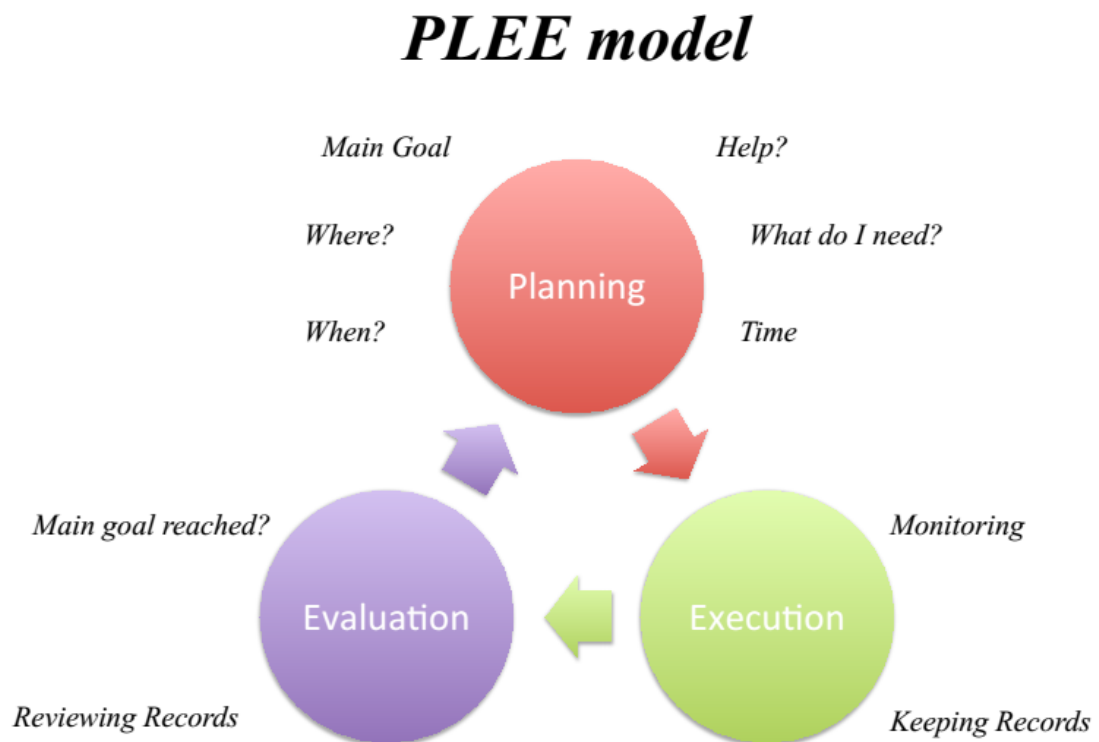 PLEE model
Main Goal
Help?
Where?
What do I need?
Planning
When?
Time
Main goal reached?
Monitoring
Evaluation
Execution
Reviewing Records
Keeping Records